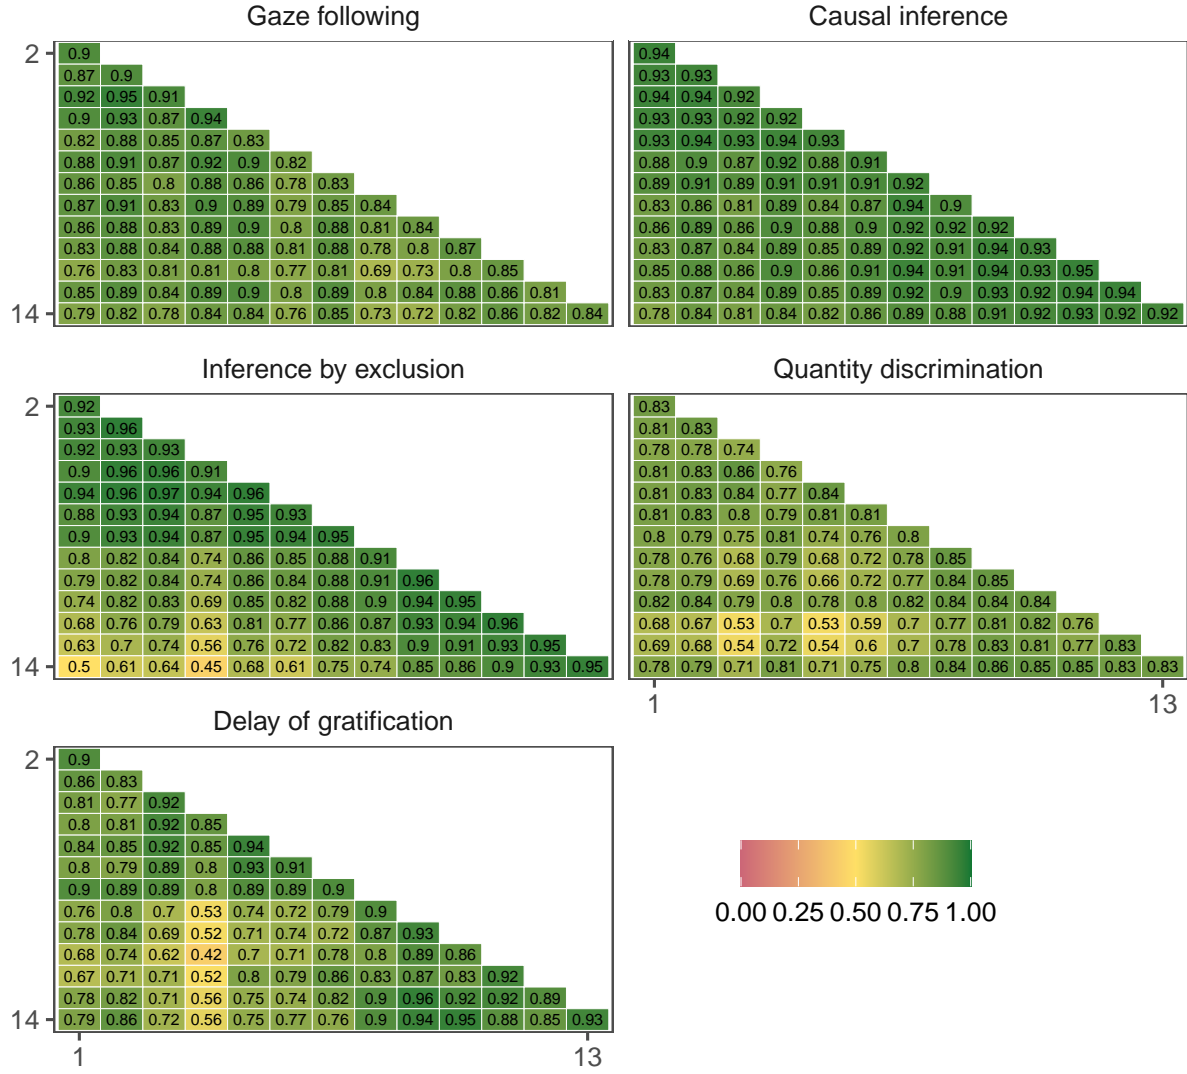 Gaze following
2
0.9
0.87 0.9
0.92 0.95 0.91
0.9 0.93 0.87 0.94
0.82 0.88 0.85 0.87 0.83
0.88 0.91 0.87 0.92 0.9 0.82
0.86 0.85 0.8 0.88 0.86 0.78 0.83
0.87 0.91 0.83 0.9 0.89 0.79 0.85 0.84
0.86 0.88 0.83 0.89 0.9 0.8 0.88 0.81 0.84
0.83 0.88 0.84 0.88 0.88 0.81 0.88 0.78 0.8 0.87
0.76 0.83 0.81 0.81 0.8 0.77 0.81 0.69 0.73 0.8 0.85
0.85 0.89 0.84 0.89 0.9 0.8 0.89 0.8 0.84 0.88 0.86 0.81
14 0.79 0.82 0.78 0.84 0.84 0.76 0.85 0.73 0.72 0.82 0.86 0.82 0.84
Causal inference
0.94
0.93 0.93
0.94 0.94 0.92
0.93 0.93 0.92 0.92
0.93 0.94 0.93 0.94 0.93
0.88 0.9 0.87 0.92 0.88 0.91
0.89 0.91 0.89 0.91 0.91 0.91 0.92
0.83 0.86 0.81 0.89 0.84 0.87 0.94 0.9
0.86 0.89 0.86 0.9 0.88 0.9 0.92 0.92 0.92
0.83 0.87 0.84 0.89 0.85 0.89 0.92 0.91 0.94 0.93
0.85 0.88 0.86 0.9 0.86 0.91 0.94 0.91 0.94 0.93 0.95
0.83 0.87 0.84 0.89 0.85 0.89 0.92 0.9 0.93 0.92 0.94 0.94
0.78 0.84 0.81 0.84 0.82 0.86 0.89 0.88 0.91 0.92 0.93 0.92 0.92
Inference by exclusion
2
0.92
0.93 0.96
0.92 0.93 0.93
0.9 0.96 0.96 0.91
0.94 0.96 0.97 0.94 0.96
0.88 0.93 0.94 0.87 0.95 0.93
0.9 0.93 0.94 0.87 0.95 0.94 0.95
0.8 0.82 0.84 0.74 0.86 0.85 0.88 0.91
0.79 0.82 0.84 0.74 0.86 0.84 0.88 0.91 0.96
0.74 0.82 0.83 0.69 0.85 0.82 0.88 0.9 0.94 0.95
0.68 0.76 0.79 0.63 0.81 0.77 0.86 0.87 0.93 0.94 0.96
0.63 0.7 0.74 0.56 0.76 0.72 0.82 0.83 0.9 0.91 0.93 0.95
14 0.5 0.61 0.64 0.45 0.68 0.61 0.75 0.74 0.85 0.86 0.9 0.93 0.95
Quantity discrimination
0.83
0.81 0.83
0.78 0.78 0.74
0.81 0.83 0.86 0.76
0.81 0.83 0.84 0.77 0.84
0.81 0.83 0.8 0.79 0.81 0.81
0.8 0.79 0.75 0.81 0.74 0.76 0.8
0.78 0.76 0.68 0.79 0.68 0.72 0.78 0.85
0.78 0.79 0.69 0.76 0.66 0.72 0.77 0.84 0.85
0.82 0.84 0.79 0.8 0.78 0.8 0.82 0.84 0.84 0.84
0.68 0.67 0.53 0.7 0.53 0.59 0.7 0.77 0.81 0.82 0.76
0.69 0.68 0.54 0.72 0.54 0.6 0.7 0.78 0.83 0.81 0.77 0.83
0.78 0.79 0.71 0.81 0.71 0.75 0.8 0.84 0.86 0.85 0.85 0.83 0.83
1 13
Delay of gratification
2
0.9
0.86 0.83
0.81 0.77 0.92
0.8 0.81 0.92 0.85
0.84 0.85 0.92 0.85 0.94
0.8 0.79 0.89 0.8 0.93 0.91
0.9 0.89 0.89 0.8 0.89 0.89 0.9
0.76 0.8 0.7 0.53 0.74 0.72 0.79 0.9
0.78 0.84 0.69 0.52 0.71 0.74 0.72 0.87 0.93
0.68 0.74 0.62 0.42 0.7 0.71 0.78 0.8 0.89 0.86
0.67 0.71 0.71 0.52 0.8 0.79 0.86 0.83 0.87 0.83 0.92
0.78 0.82 0.71 0.56 0.75 0.74 0.82 0.9 0.96 0.92 0.92 0.89
14 0.79 0.86 0.72 0.56 0.75 0.77 0.76 0.9 0.94 0.95 0.88 0.85 0.93
1 13
0.00 0.25 0.50 0.75 1.00